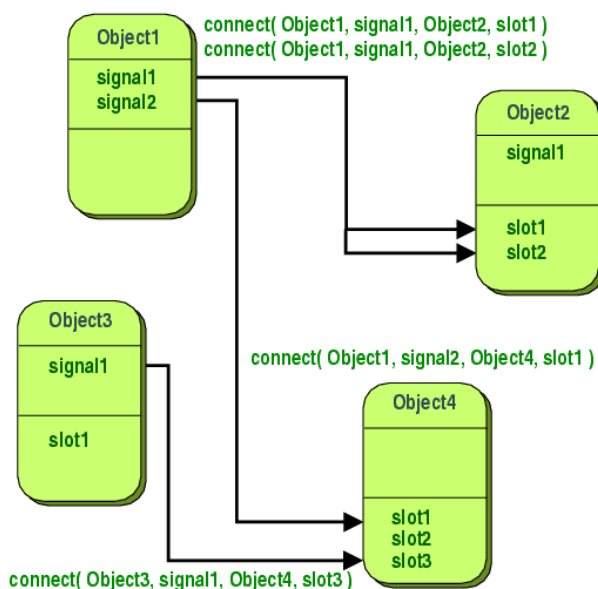 Object1
connect( Object1, signal1, Object2, slot1 )
connect( Object1, signal1, Object2, slot2 )
signal1
signal2
Object2
signal1
slot1
slot2
Object3
signal1
slot1
connect( Object1, signal2, Object4, slot1 )
Object4
slot1
slot2
slot3
connect( Object3, signal1, Object4, slot3 )